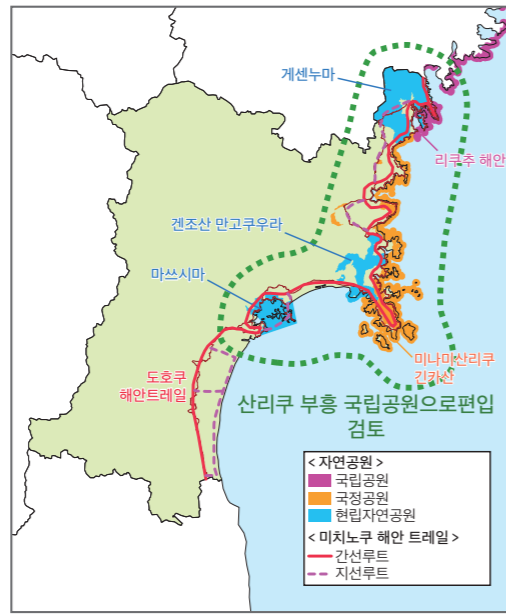 게센누마
리쿠추 해안
겐조산 만고쿠우라
마쓰시마
미나미산리쿠
긴카산
도호쿠
해안트레일
산리쿠 부흥 국립공원으로편입
검토
< 자연공원 >
국립공원
국정공원
현립자연공원
< 미치노쿠 해안 트레일 >
간선루트
지선루트